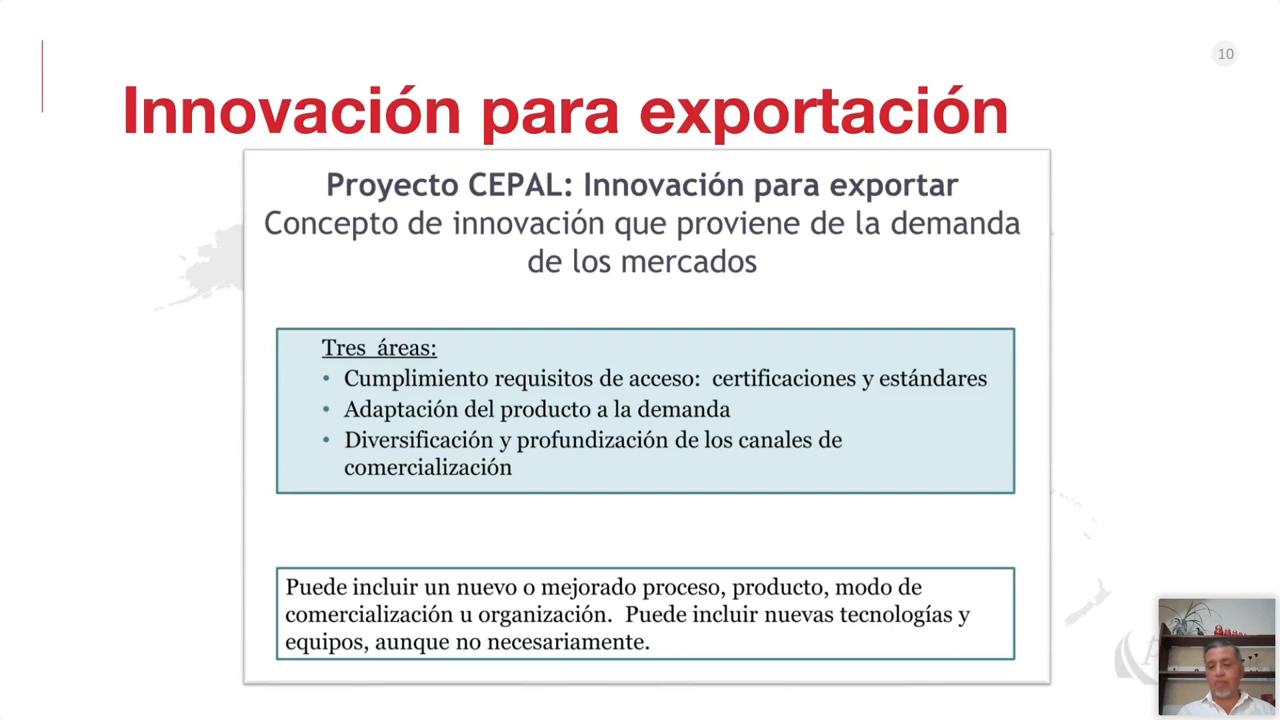 10
Innovación para exportación
Proyecto CEPAL: Innovación para exportar
Concepto de innovación que proviene de la demanda
de los mercados
Tres áreas:
• Cumplimiento requisitos de acceso: certificaciones y estándares
• Adaptación del producto a la demanda
• Diversificación y profundización de los canales de
comercialización
Puede incluir un nuevo o mejorado proceso, producto, modo de
comercialización u organización. Puede incluir nuevas tecnologías y
equipos, aunque no necesariamente.